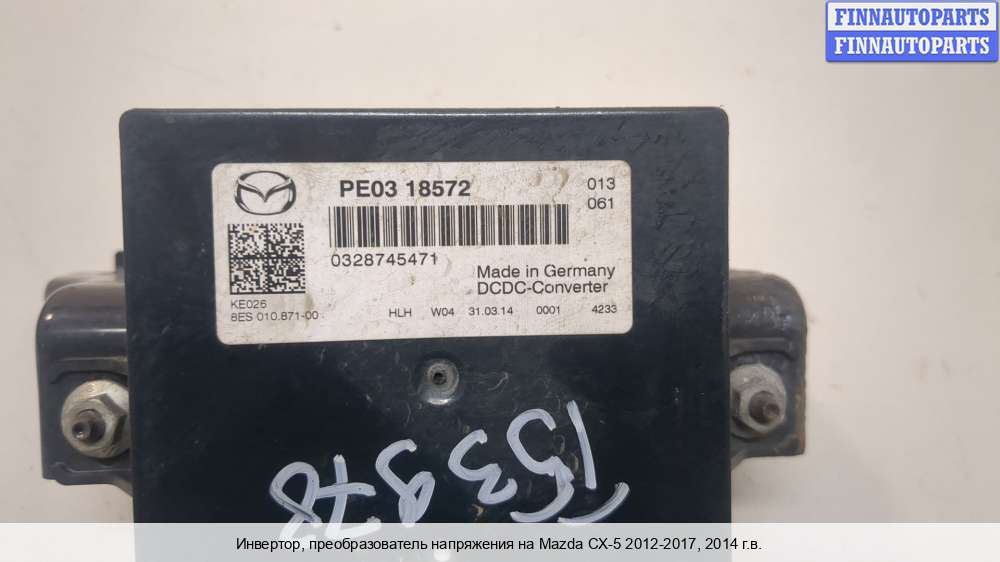 FINNAUTOPARTS
FINNAUTOPARTS
PE03 18572
013
061
0328745471
Made in Germany
DCDC-Converter
KE026
8ES 010.871-00
HLH W04 31.03.14 0001 4233
Инвертор, преобразователь напряжения на Mazda CX-5 2012-2017, 2014 г.в.